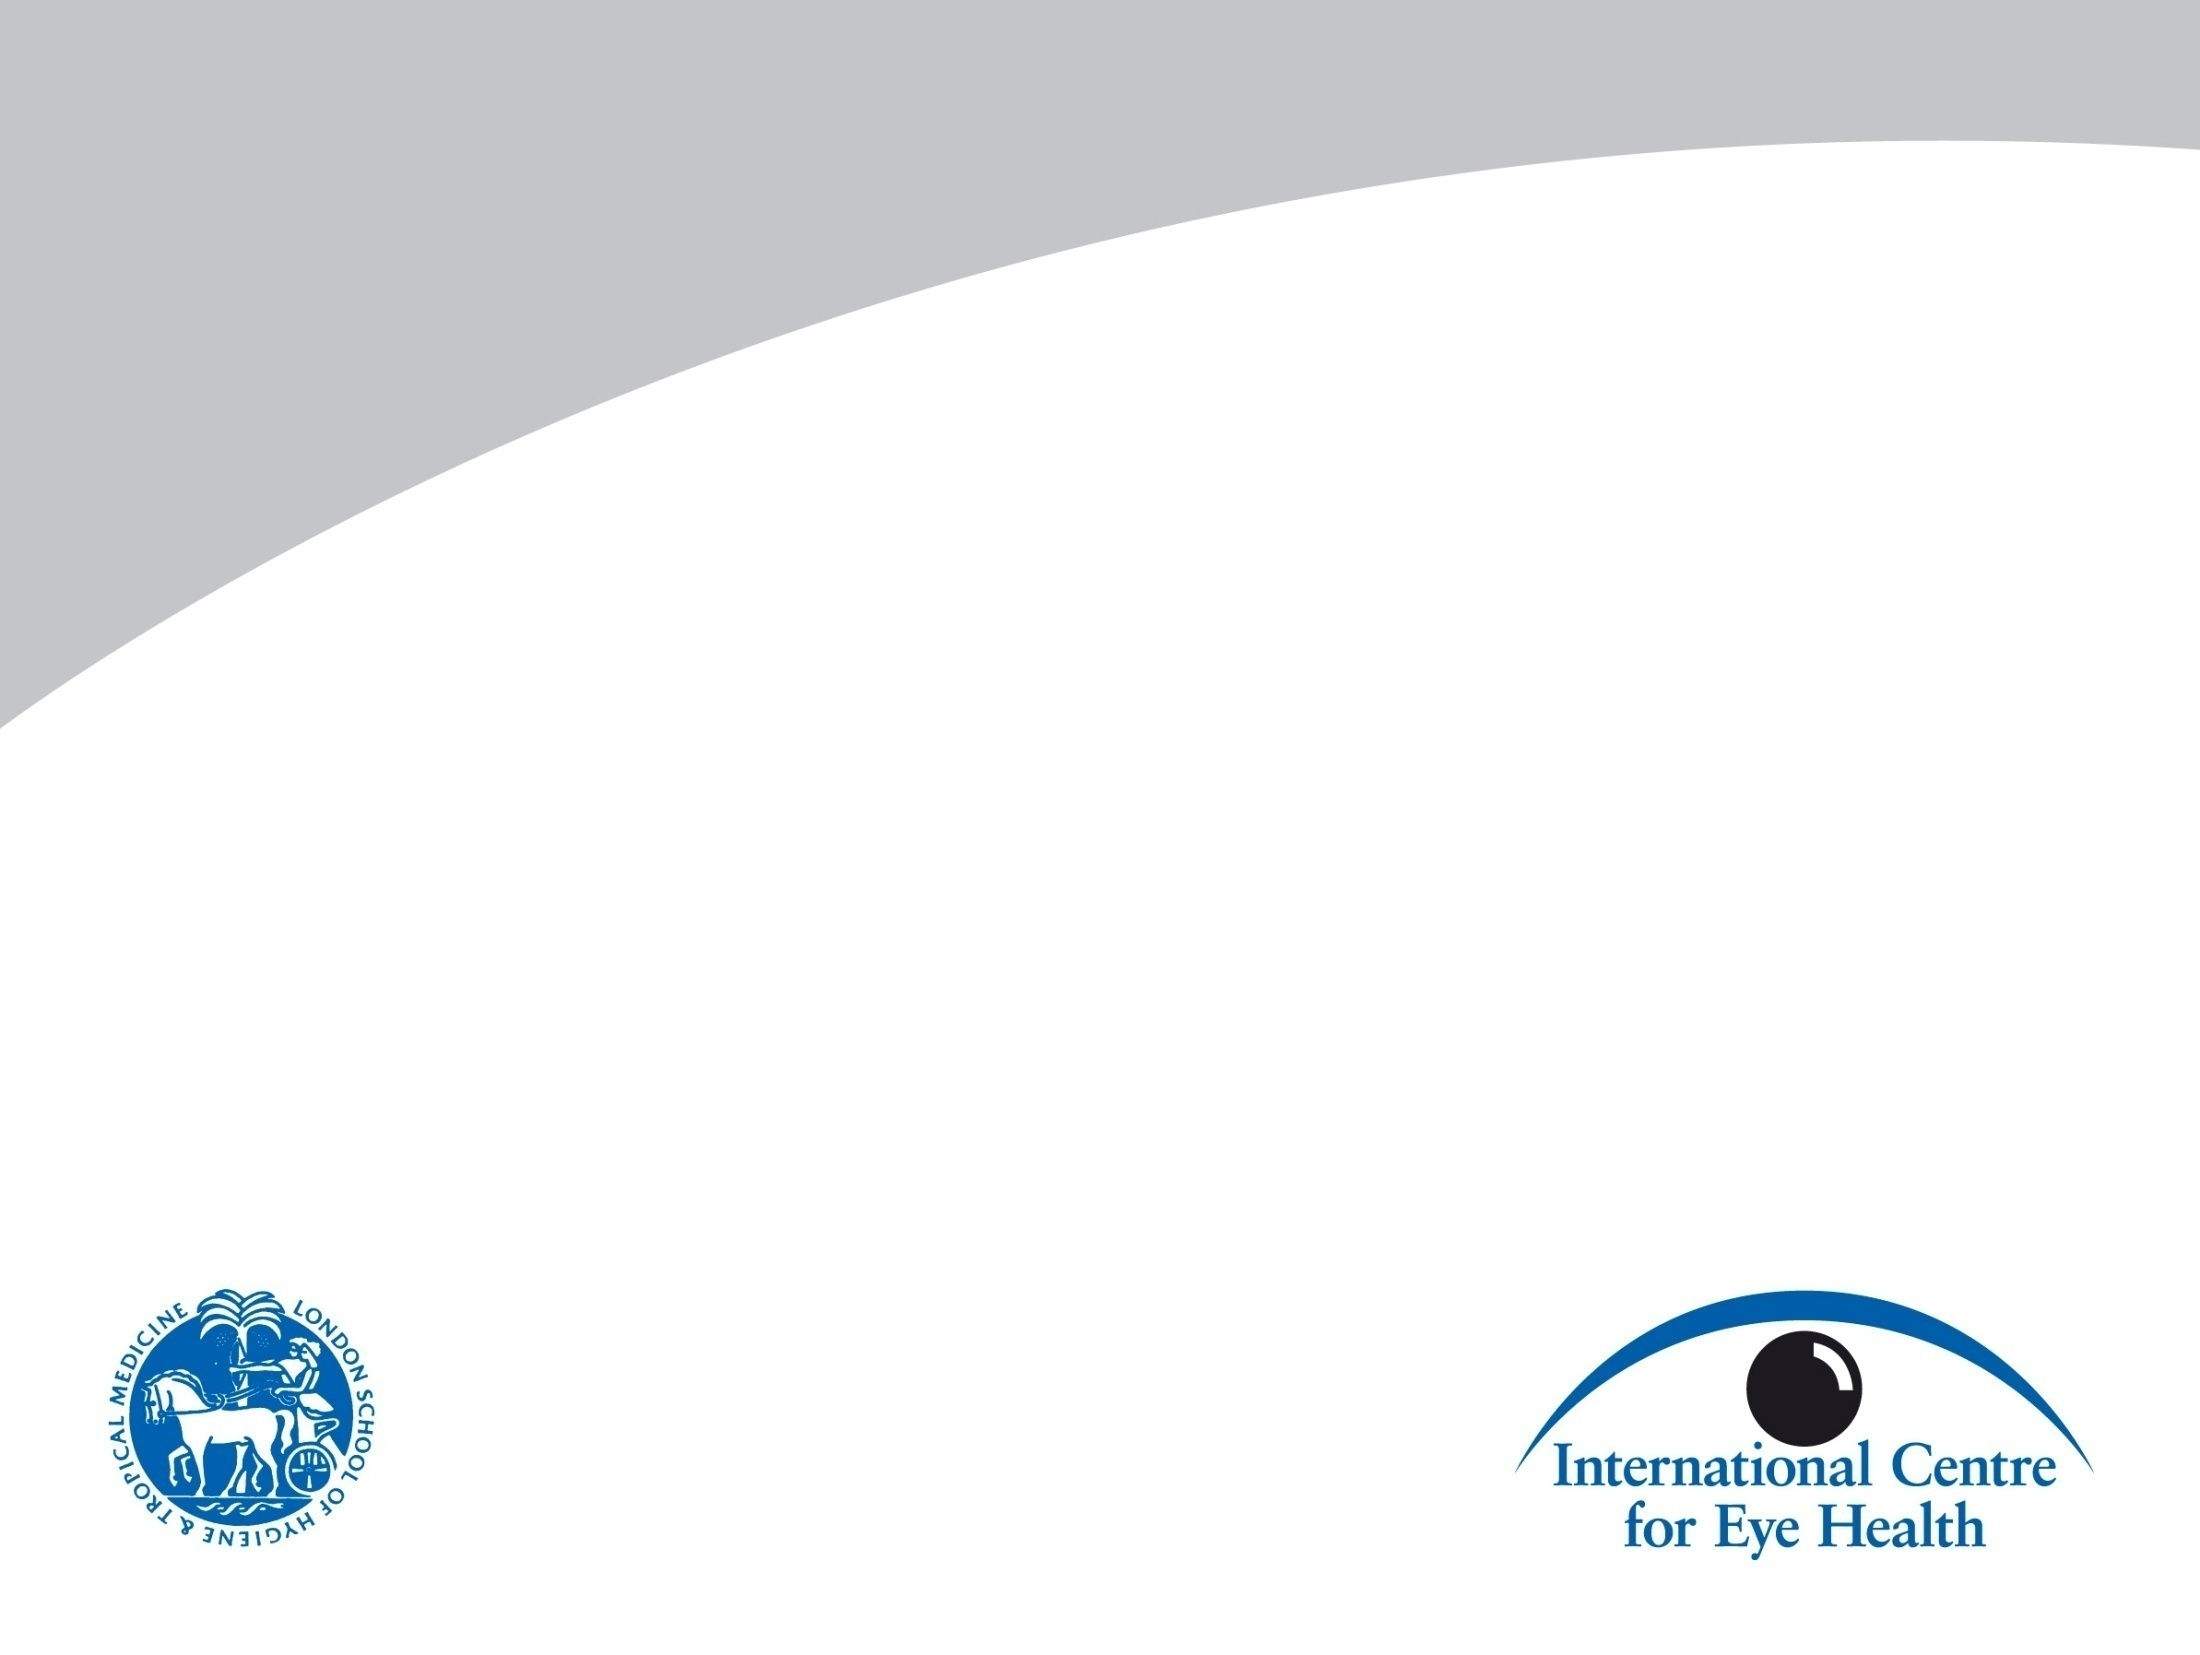 LONDON SCHOOL OF HYGIENE & TROPICAL MEDICINE
International Centre
for Eye Health